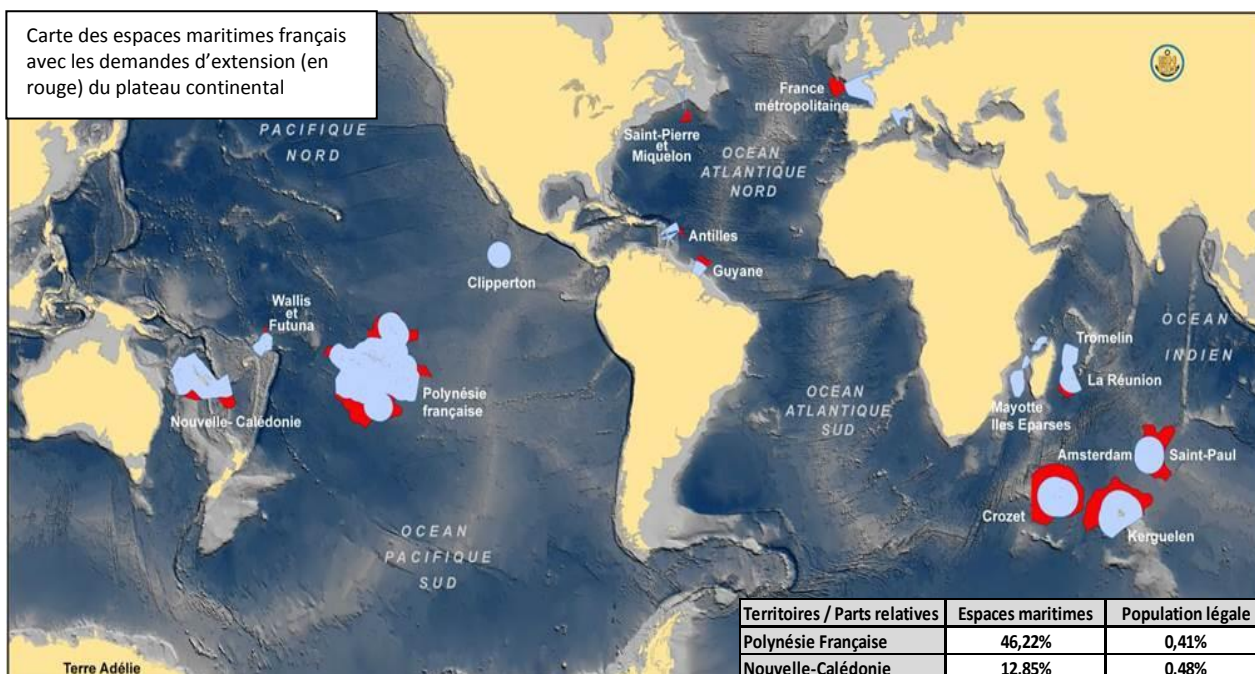 Carte des espaces maritimes français
avec les demandes d'extension (en
rouge) du plateau continental
PACIFIQUE
NORD
France
métropolitaine
Saint-Pierre
et
Miquelon
OCEAN
ATLANTIQUE
NORD
Antilles
Guyane
Clipperton
Wallis
et
Futuna
Polynésie
française
Nouvelle- Calédonie
OCEAN
PACIFIQUE
SUD
OCEAN
ATLANTIQUE
SUD
Tromelin
OCEAN
INDIEN
La Réunion
Mayotte
Iles Eparses
Amsterdam
Saint-Paul
Crozet
Kerguelen
Terre Adélie
Territoires / Parts relatives Espaces maritimes Population légale
Polynésie Française 46,22% 0,41%
Nouvelle-Calédonie 12,85% 0,48%